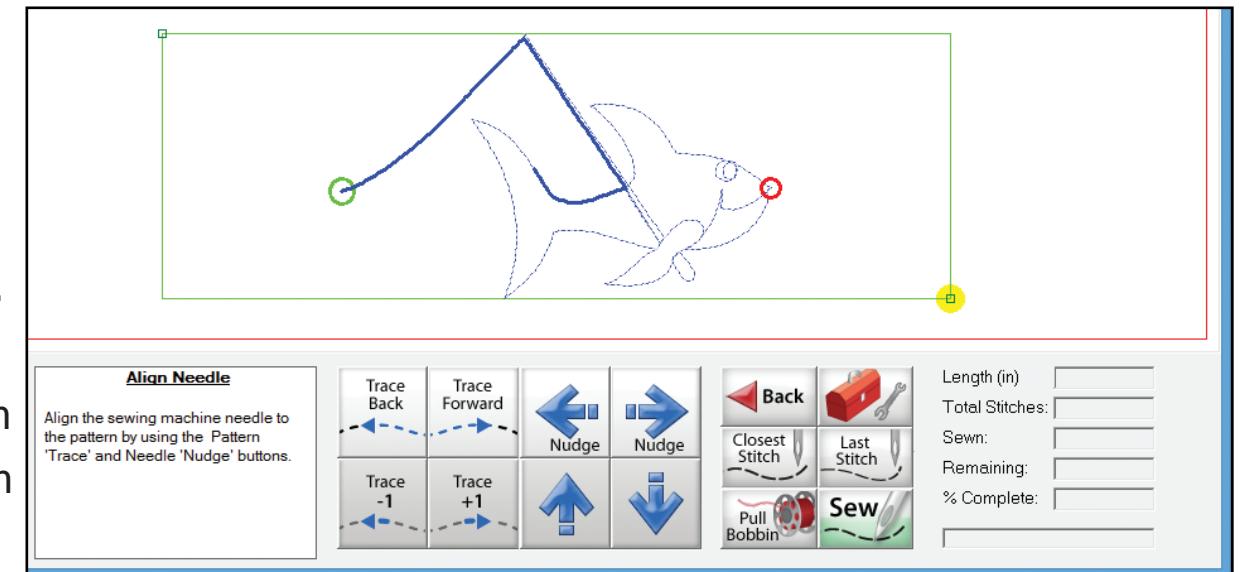 Align Needle
Align the sewing machine needle to
the pattern by using the Pattern
'Trace' and Needle 'Nudge' buttons.
Trace
Back
Trace
Forward
Nudge
Nudge
Trace
-1
Trace
+1
Back
Closest
Stitch
Last
Stitch
Pull
Bobbin
Sew
Length (in)
Total Stitches:
Sewn:
Remaining:
% Complete: